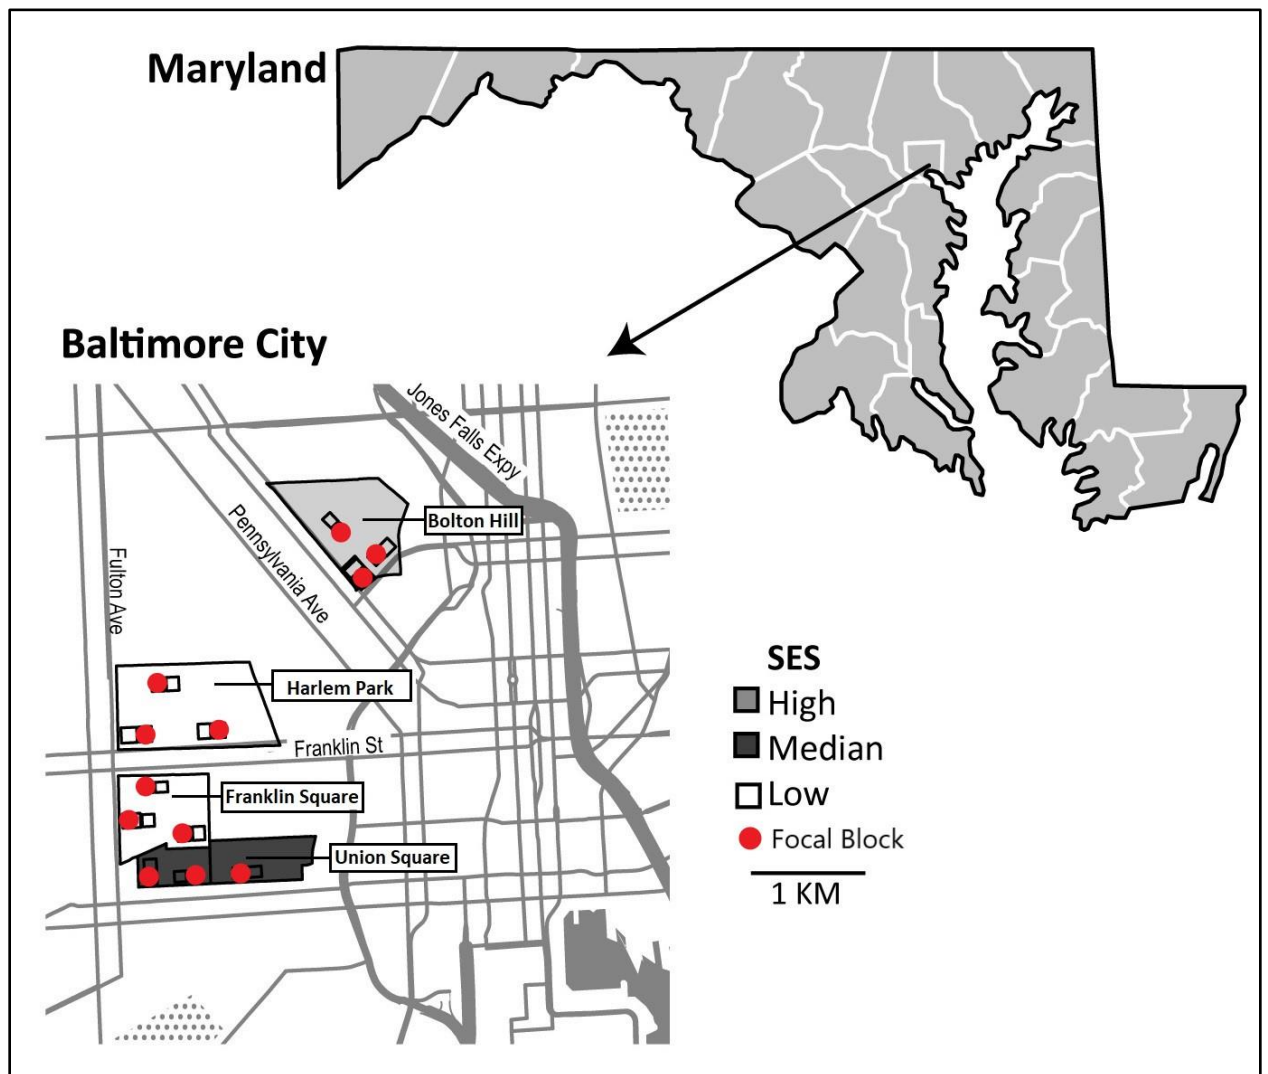 Maryland
Baltimore City
Jones Falls Expy
Bolton Hill
Pennsylvania Ave
Fulton Ave
Harlem Park
Franklin St
Franklin Square
Union Square
SES
High
Median
Low
Focal Block
1 KM